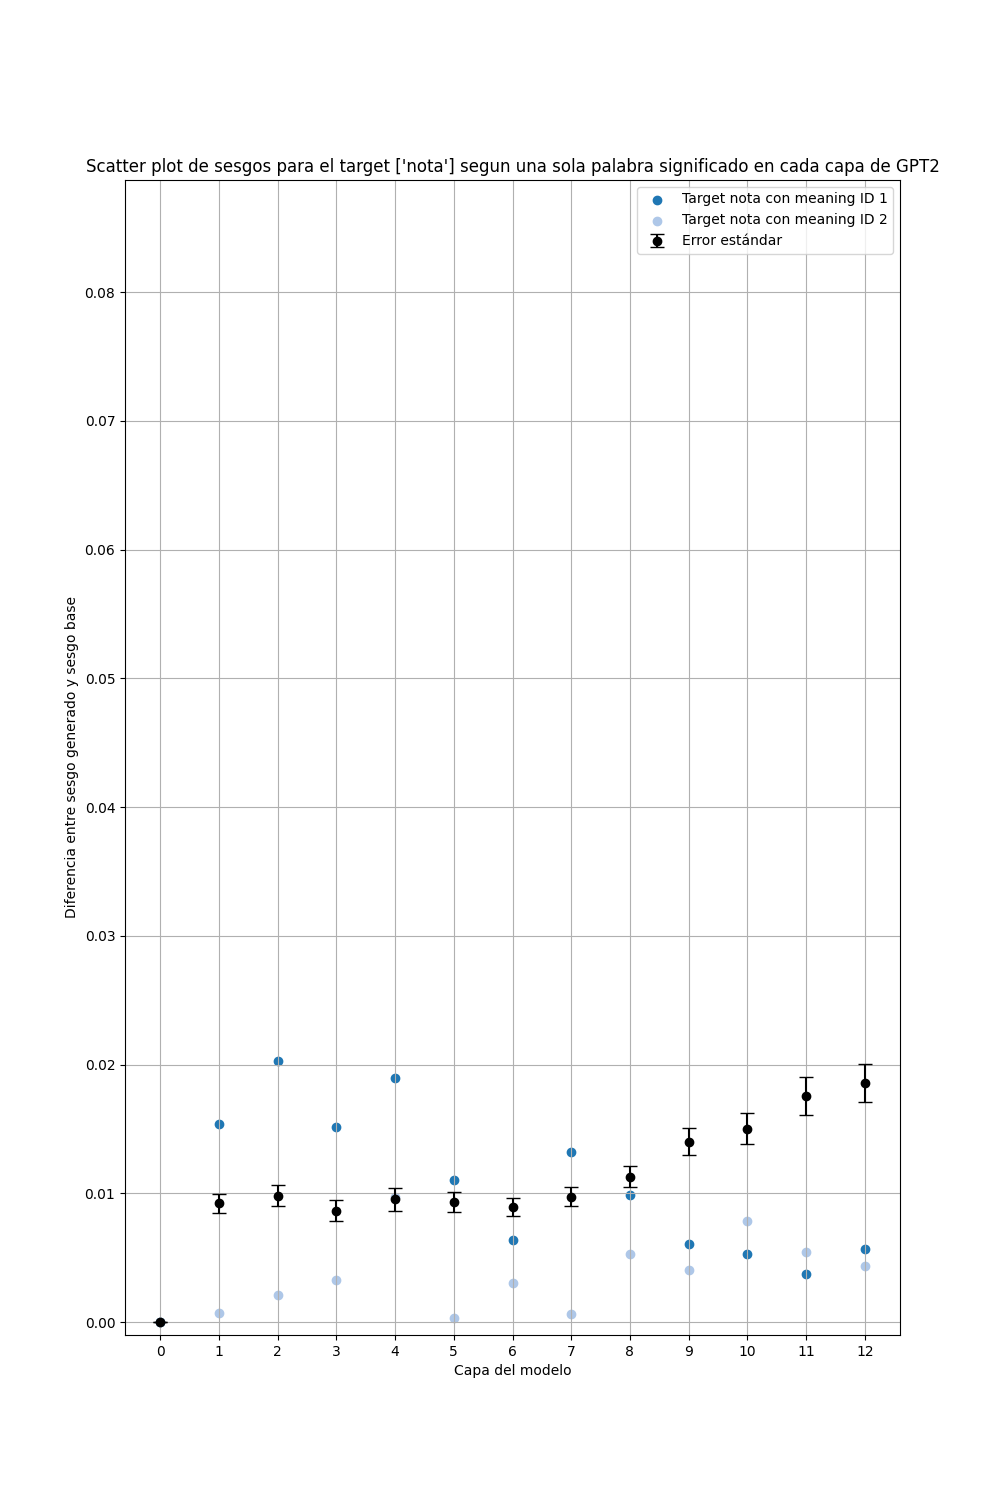 Scatter plot de sesgos para el target ['nota'] segun una sola palabra significado en cada capa de GPT2
Target nota con meaning ID 1
Target nota con meaning ID 2
Error estándar
0.08
0.07
0.06
0.05
0.04
0.03
0.02
0.01
0.00
Diferencia entre sesgo generado y sesgo base
0 1 2 3 4 5 6 7 8 9 10 11 12
Capa del modelo